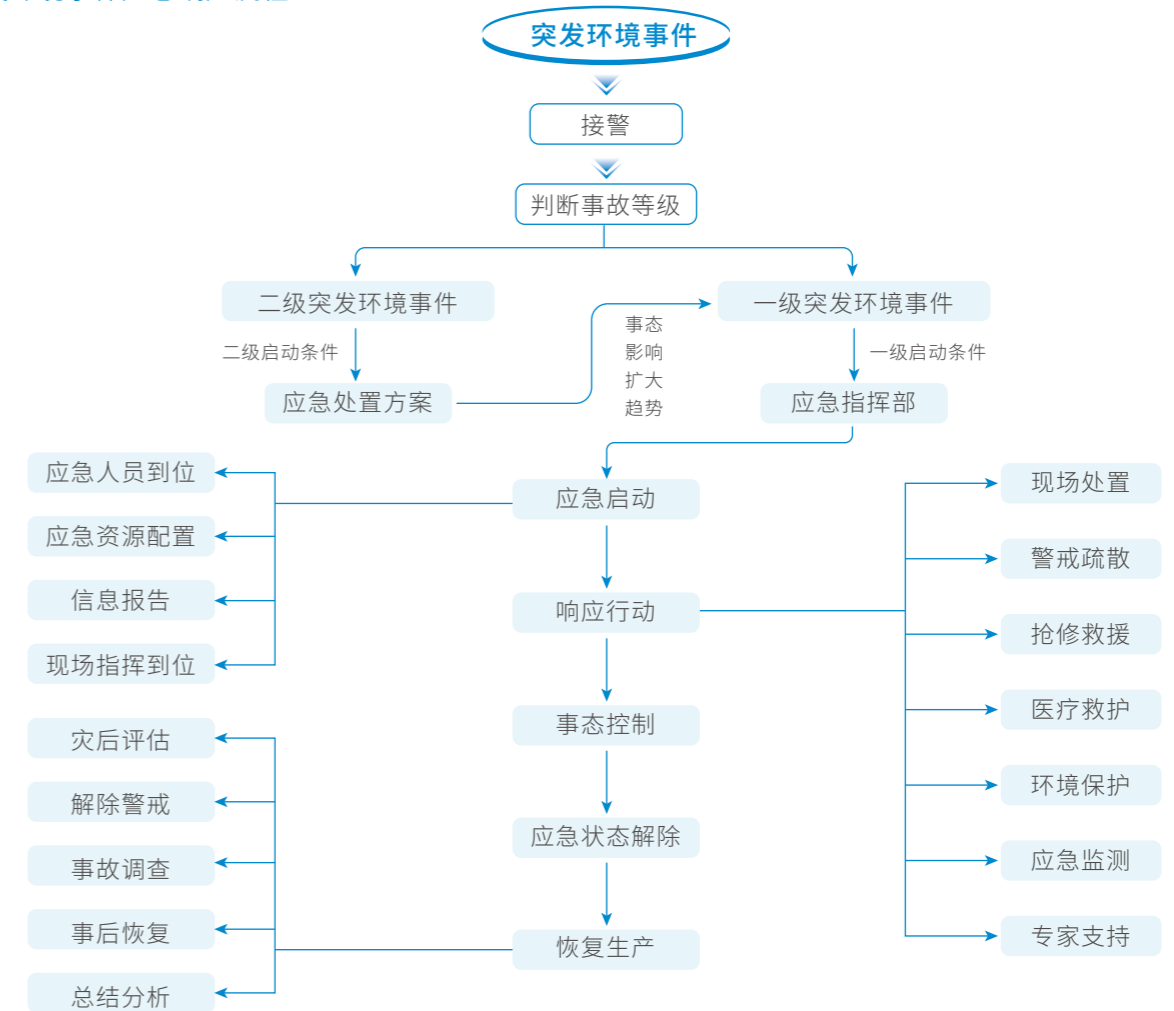 突发环境事件
接警
判断事故等级
二级突发环境事件
一级突发环境事件
二级启动条件
事态
影响
扩大
趋势
一级启动条件
应急处置方案
应急指挥部
应急人员到位
应急资源配置
信息报告
现场指挥到位
应急启动
响应行动
事态控制
应急状态解除
恢复生产
现场处置
警戒疏散
抢修救援
医疗救护
环境保护
应急监测
专家支持
灾后评估
解除警戒
事故调查
事后恢复
总结分析